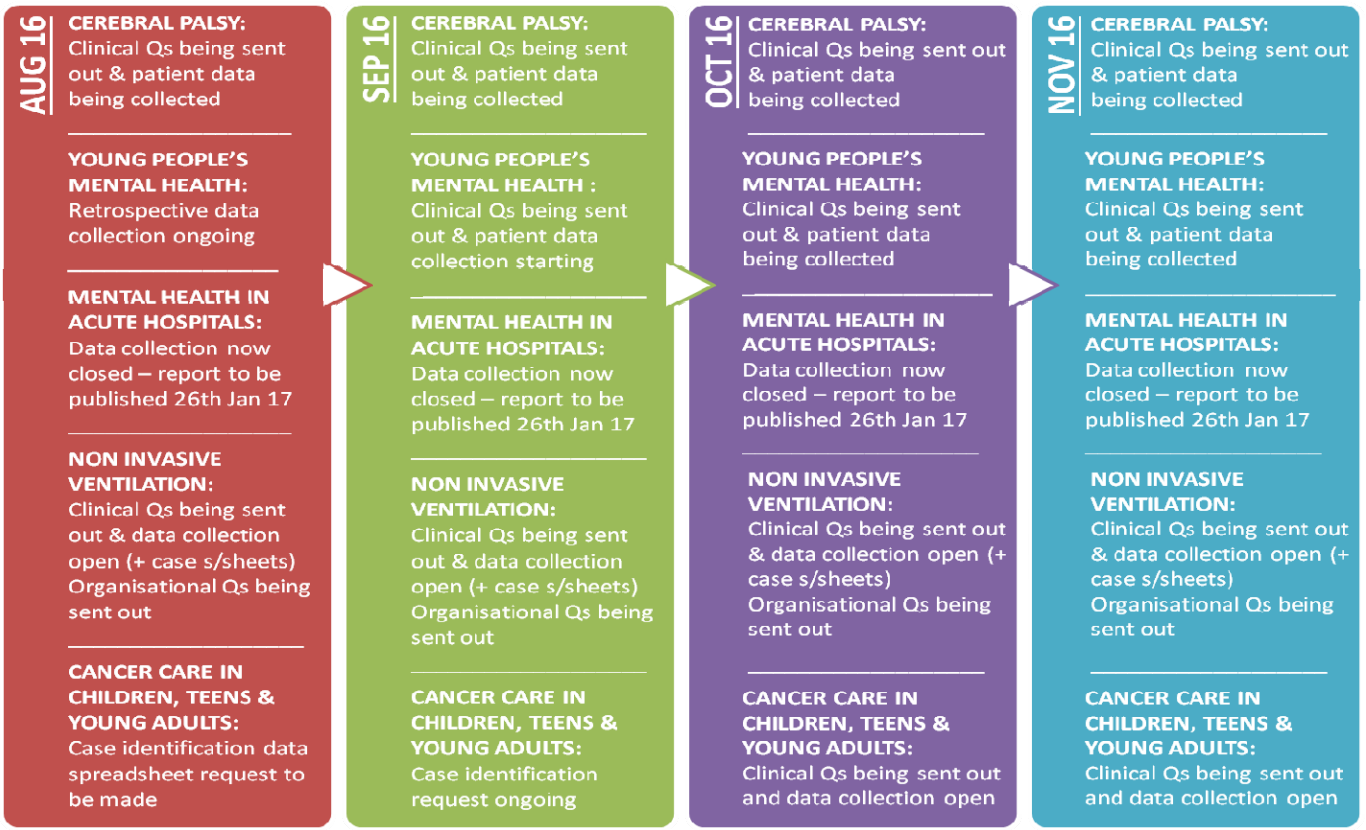 AUG 16
CEREBRAL PALSY:
Clinical Qs being sent
out & patient data
being collected
YOUNG PEOPLE’S
MENTAL HEALTH:
Retrospective data
collection ongoing
MENTAL HEALTH IN
ACUTE HOSPITALS:
Data collection now
closed – report to be
published 26th Jan 17
NON INVASIVE
VENTILATION:
Clinical Qs being sent
out & data collection
open (+ case s/sheets)
Organisational Qs being
sent out
CANCER CARE IN
CHILDREN, TEENS &
YOUNG ADULTS:
Case identification data
spreadsheet request to
be made
SEP 16
CEREBRAL PALSY:
Clinical Qs being sent
out & patient data
being collected
YOUNG PEOPLE’S
MENTAL HEALTH :
Clinical Qs being sent
out & patient data
collection starting
MENTAL HEALTH IN
ACUTE HOSPITALS:
Data collection now
closed – report to be
published 26th Jan 17
NON INVASIVE
VENTILATION:
Clinical Qs being sent
out & data collection
open (+ case s/sheets)
Organisational Qs being
sent out
CANCER CARE IN
CHILDREN, TEENS &
YOUNG ADULTS:
Case identification
request ongoing
OCT 16
CEREBRAL PALSY:
Clinical Qs being sent out
& patient data
being collected
YOUNG PEOPLE’S
MENTAL HEALTH:
Clinical Qs being sent
out & patient data
being collected
MENTAL HEALTH IN
ACUTE HOSPITALS:
Data collection now
closed – report to be
published 26th Jan 17
NON INVASIVE
VENTILATION:
Clinical Qs being sent out
& data collection open (+
case s/sheets)
Organisational Qs being
sent out
CANCER CARE IN
CHILDREN, TEENS &
YOUNG ADULTS:
Clinical Qs being sent out
and data collection open
NOV 16
CEREBRAL PALSY:
Clinical Qs being sent out
& patient data
being collected
YOUNG PEOPLE’S
MENTAL HEALTH:
Clinical Qs being sent
out & patient data
being collected
MENTAL HEALTH IN
ACUTE HOSPITALS:
Data collection now
closed – report to be
published 26th Jan 17
NON INVASIVE
VENTILATION:
Clinical Qs being sent out
& data collection open (+
case s/sheets)
Organisational Qs being
sent out
CANCER CARE IN
CHILDREN, TEENS &
YOUNG ADULTS:
Clinical Qs being sent out
and data collection open